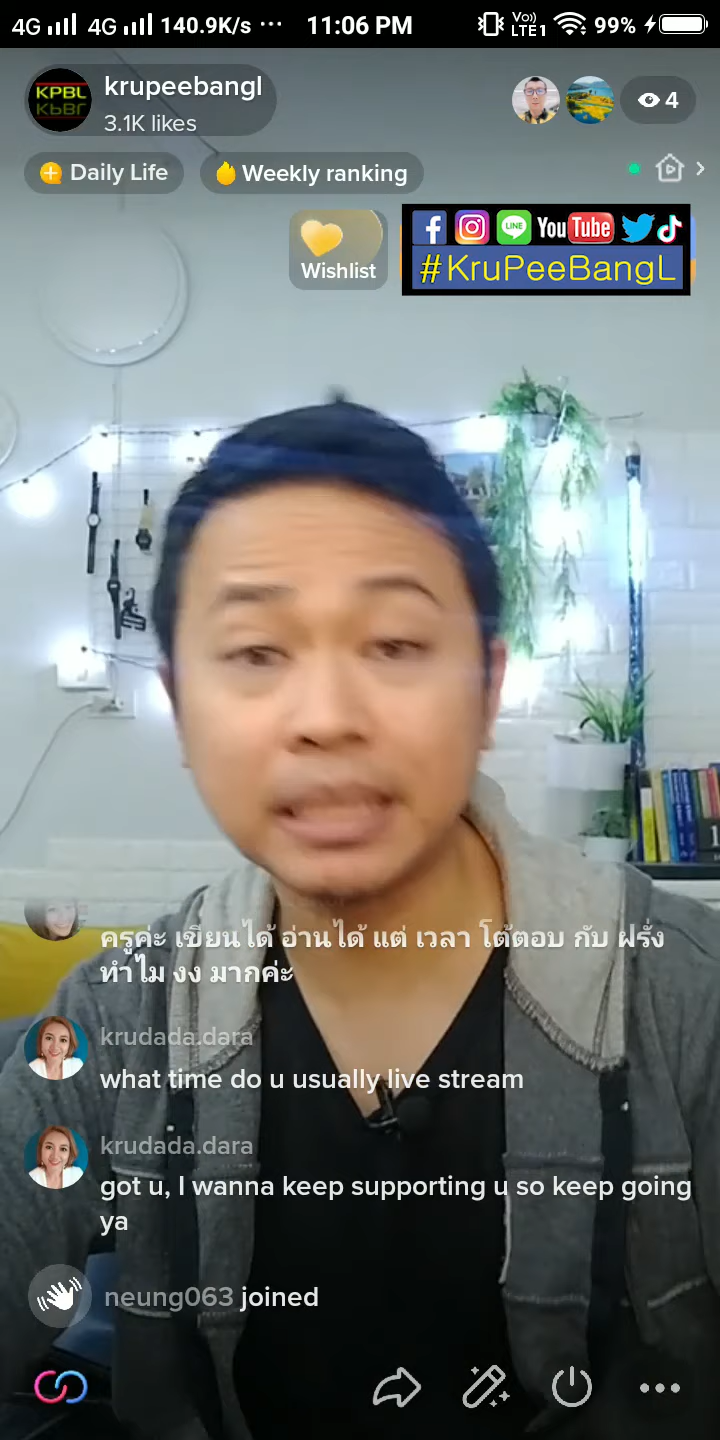 4G 4G 140.9K/s ... 11:06 PM Vo)) LTE1 99%
KPBL krupeebangl 4
3.1K likes
Daily Life Weekly ranking
LINE YouTube
Wishlist #KruPeeBangL
ครูค่ะ เขียนได้ อ่านได้ แต่ เวลา โต้ตอบ กับ ฝรั่ง
ทำไม งง มากค่ะ
krudada.dara
what time do u usually live stream
krudada.dara
got u, I wanna keep supporting u so keep going
ya
neung063 joined